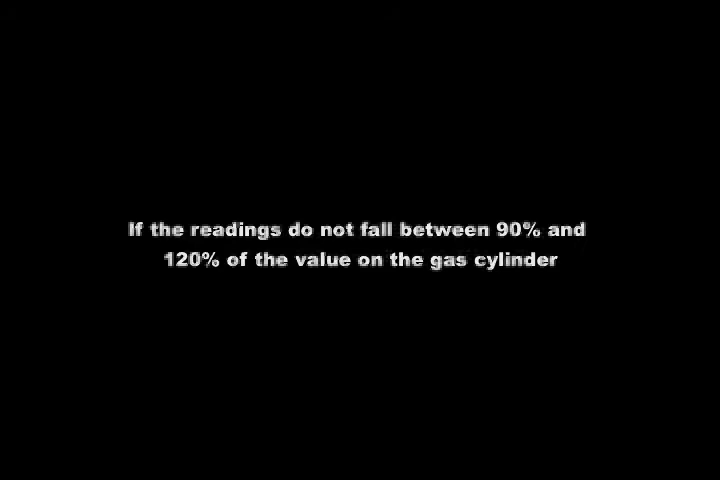 If the readings do not fall between 90% and
120% of the value on the gas cylinder